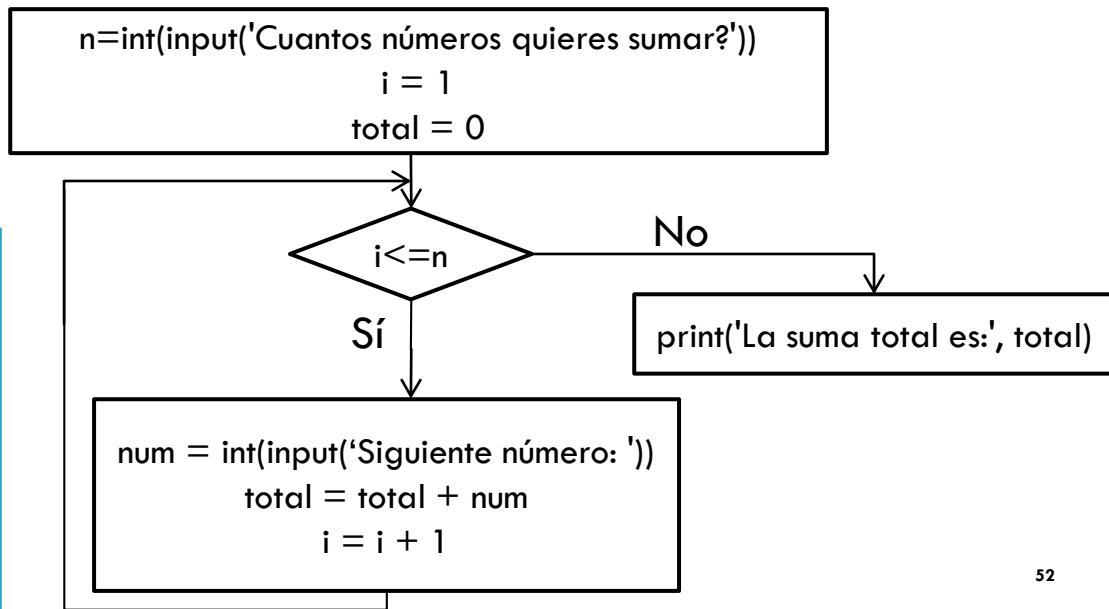 n=int(input('Cuantos números quieres sumar?'))
i = 1
total = 0
i<=n
No
Sí
print('La suma total es:', total)
num = int(input(‘Siguiente número: '))
total = total + num
i = i + 1
52